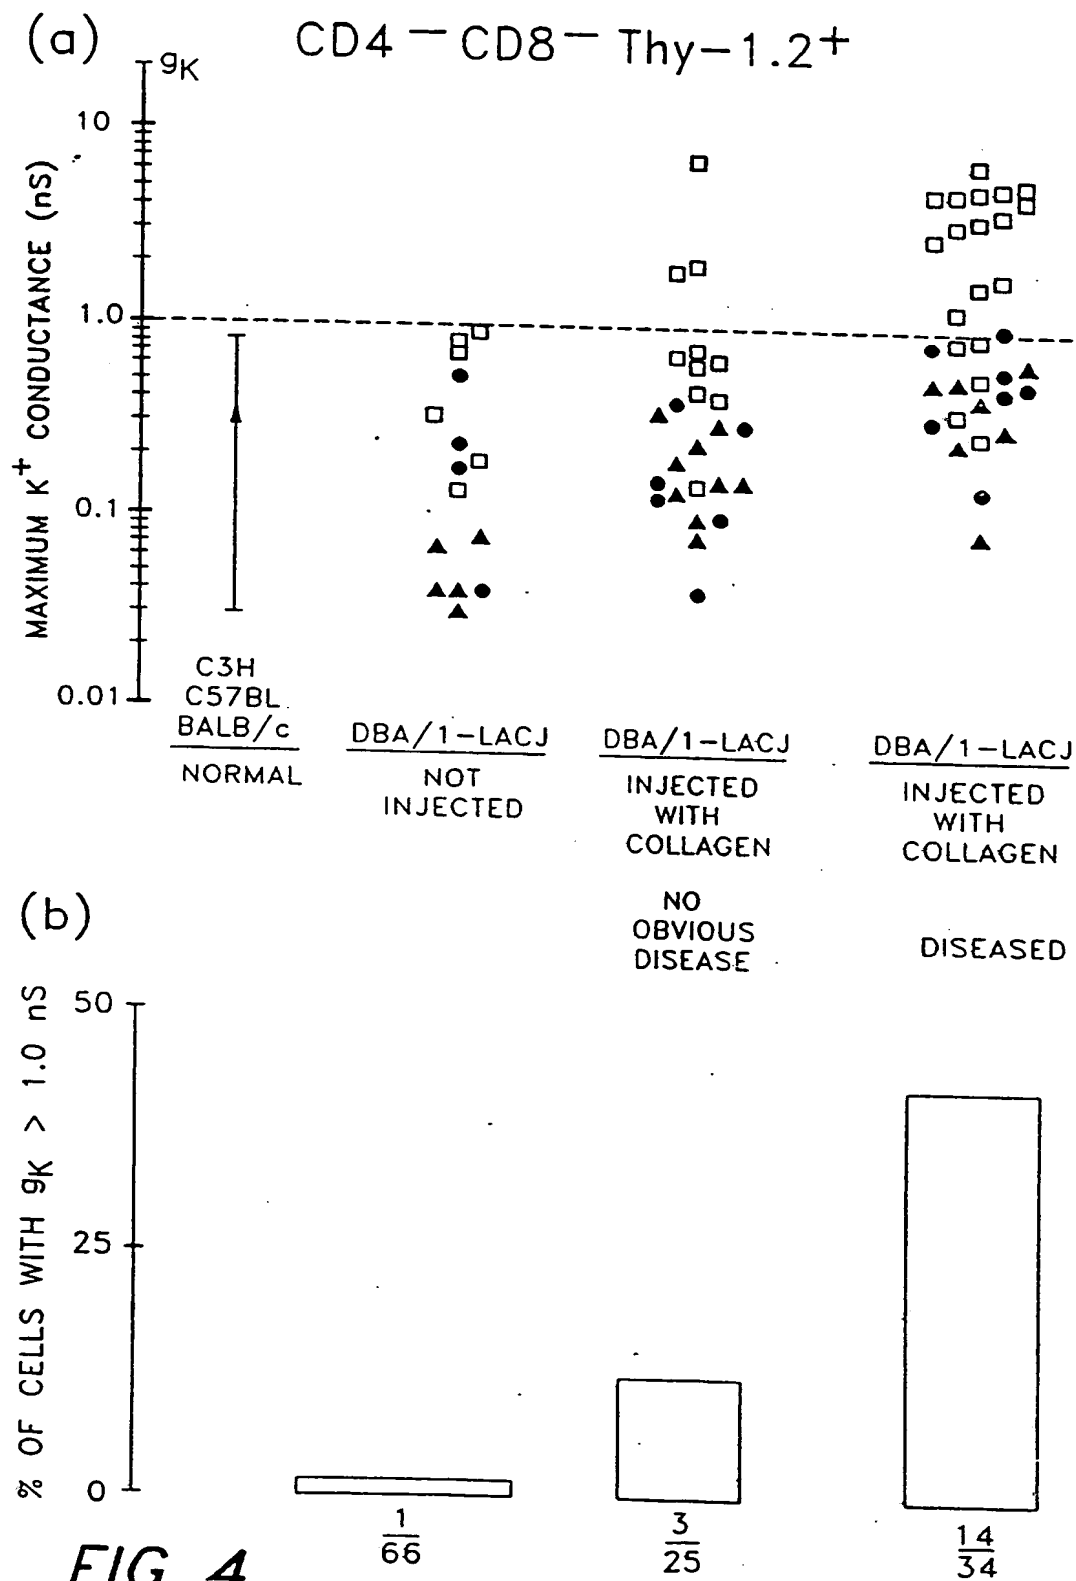 (a) CD4⁻ CD8⁻ Thy-1.2⁺
gK
MAXIMUM K⁺ CONDUCTANCE (nS)
10
1.0
0.1
0.01
C3H
C57BL
BALB/c
NORMAL
DBA/1-LACJ
NOT
INJECTED
DBA/1-LACJ
INJECTED
WITH
COLLAGEN
NO
OBVIOUS
DISEASE
DBA/1-LACJ
INJECTED
WITH
COLLAGEN
DISEASED
(b)
% OF CELLS WITH gK > 1.0 nS
50
25
0
1
66
3
25
14
34
FIG 4